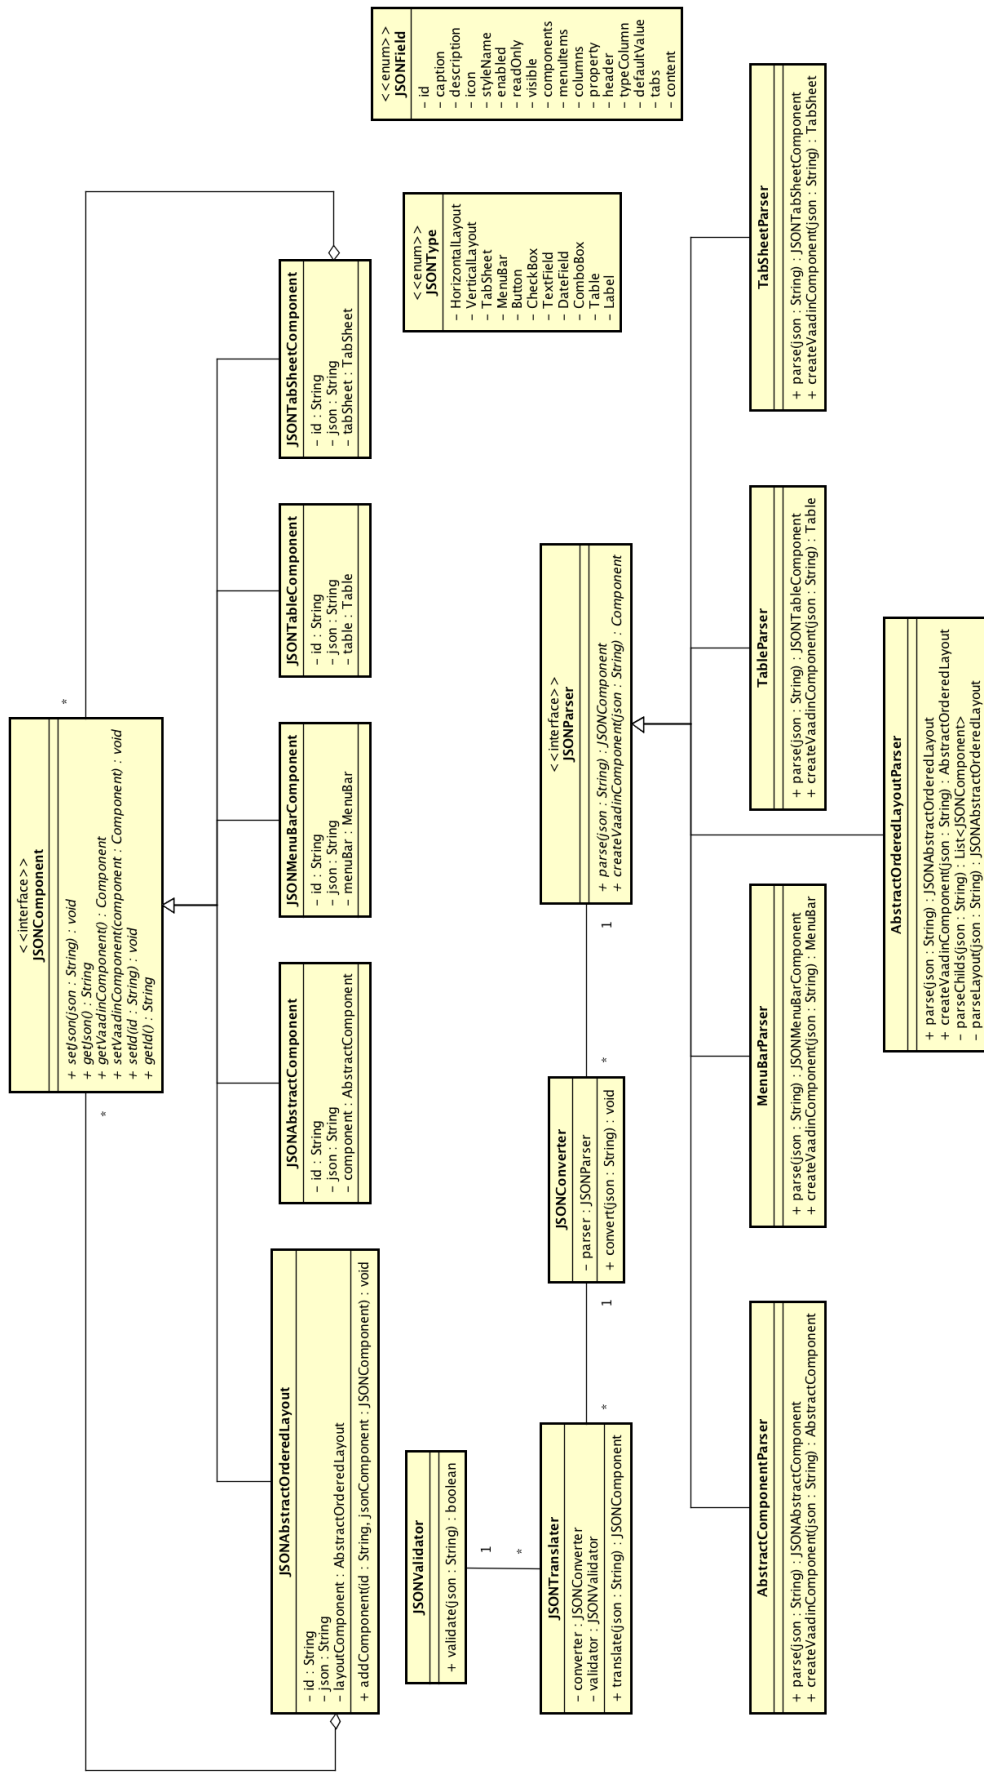 <<interface>>
JSONComponent
+ setJson(json : String) : void
+ getJson() : String
+ getVaadinComponent() : Component
+ setVaadinComponent(component : Component) : void
+ setId(id : String) : void
+ getId() : String
*
*
JSONAbstractOrderedLayout
- id : String
- json : String
- layoutComponent : AbstractOrderedLayout
+ addComponent(id : String, jsonComponent : JSONComponent) : void
JSONAbstractComponent
- id : String
- json : String
- component : AbstractComponent
JSONMenuBarComponent
- id : String
- json : String
- menuBar : MenuBar
JSONTableComponent
- id : String
- json : String
- table : Table
JSONTabSheetComponent
- id : String
- json : String
- tabSheet : TabSheet
<<enum>>
JSONField
- id
- caption
- description
- icon
- styleName
- enabled
- readOnly
- visible
- components
- menuItems
- columns
- property
- header
- typeColumn
- defaultValue
- tabs
- content
<<enum>>
JSONType
- HorizontalLayout
- VerticalLayout
- TabSheet
- MenuBar
- Button
- CheckBox
- TextField
- DateField
- ComboBox
- Table
- Label
JSONValidator
+ validate(json : String) : boolean
1
*
JSONTranslater
- converter : JSONConverter
- validator : JSONValidator
+ translate(json : String) : JSONComponent
*
1
JSONConverter
- parser : JSONParser
+ convert(json : String) : void
*
1
<<interface>>
JSONParser
+ parse(json : String) : JSONComponent
+ createVaadinComponent(json : String) : Component
AbstractComponentParser
+ parse(json : String) : JSONAbstractComponent
+ createVaadinComponent(json : String) : AbstractComponent
MenuBarParser
+ parse(json : String) : JSONMenuBarComponent
+ createVaadinComponent(json : String) : MenuBar
TableParser
+ parse(json : String) : JSONTableComponent
+ createVaadinComponent(json : String) : Table
TabSheetParser
+ parse(json : String) : JSONTabSheetComponent
+ createVaadinComponent(json : String) : TabSheet
AbstractOrderedLayoutParser
+ parse(json : String) : JSONAbstractOrderedLayout
+ createVaadinComponent(json : String) : AbstractOrderedLayout
- parseChilds(json : String) : List<JSONComponent>
- parseLayout(json : String) : JSONAbstractOrderedLayout